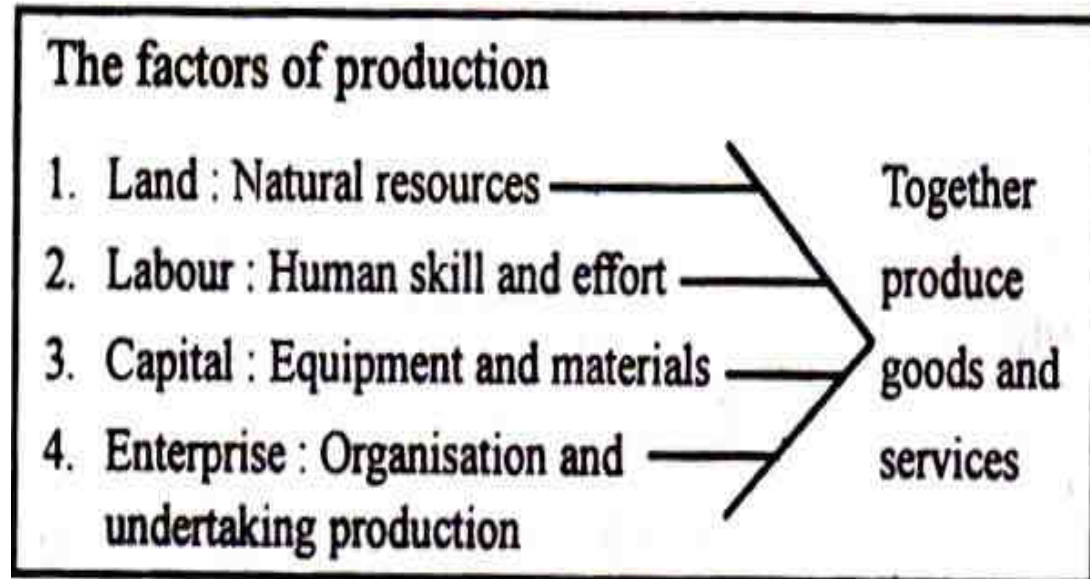 The factors of production
1. Land : Natural resources
2. Labour : Human skill and effort
3. Capital : Equipment and materials
4. Enterprise : Organisation and
undertaking production
Together
produce
goods and
services